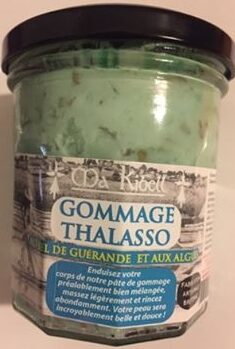 Ma Kibell
GOMMAGE
THALASSO
SEL DE GUÉRANDE ET AUX ALGUES
Enduisez votre
corps de notre pâte de gommage
préalablement bien mélangée,
massez légèrement et rincez
abondamment. Votre peau sera
incroyablement belle et douce !